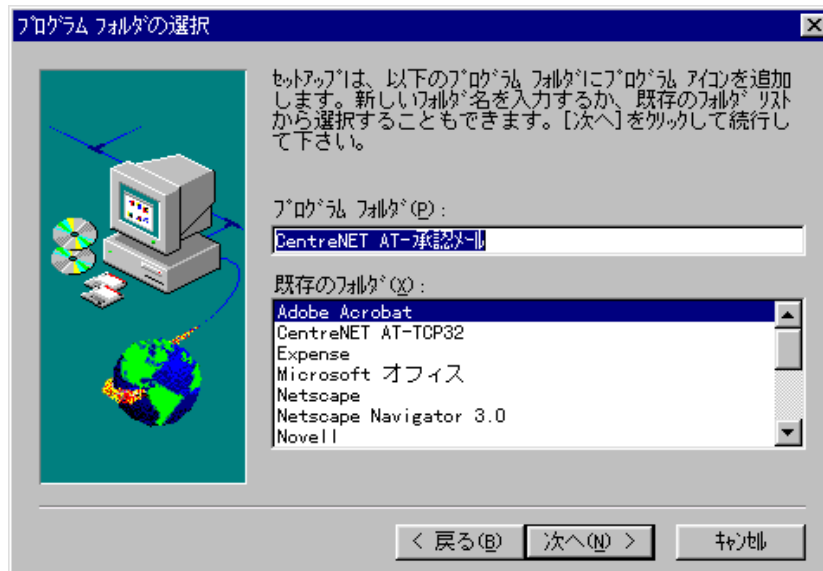 ﾌﾟﾛｸﾞﾗﾑ ﾌｫﾙﾀﾞの選択
ｾｯﾄｱｯﾌﾟは、以下のﾌﾟﾛｸﾞﾗﾑ ﾌｫﾙﾀﾞにﾌﾟﾛｸﾞﾗﾑ ｱｲｺﾝを追加
します。新しいﾌｫﾙﾀﾞ名を入力するか、既存のﾌｫﾙﾀﾞ ﾘｽﾄ
から選択することもできます。[次へ]をｸﾘｯｸして続行し
て下さい。
ﾌﾟﾛｸﾞﾗﾑ ﾌｫﾙﾀﾞ(P):
CentreNET AT-承認ﾒｰﾙ
既存のﾌｫﾙﾀﾞ(X):
Adobe Acrobat
CentreNET AT-TCP32
Expense
Microsoft オフィス
Netscape
Netscape Navigator 3.0
Novell
< 戻る(B)
次へ(N) >
ｷｬﾝｾﾙ